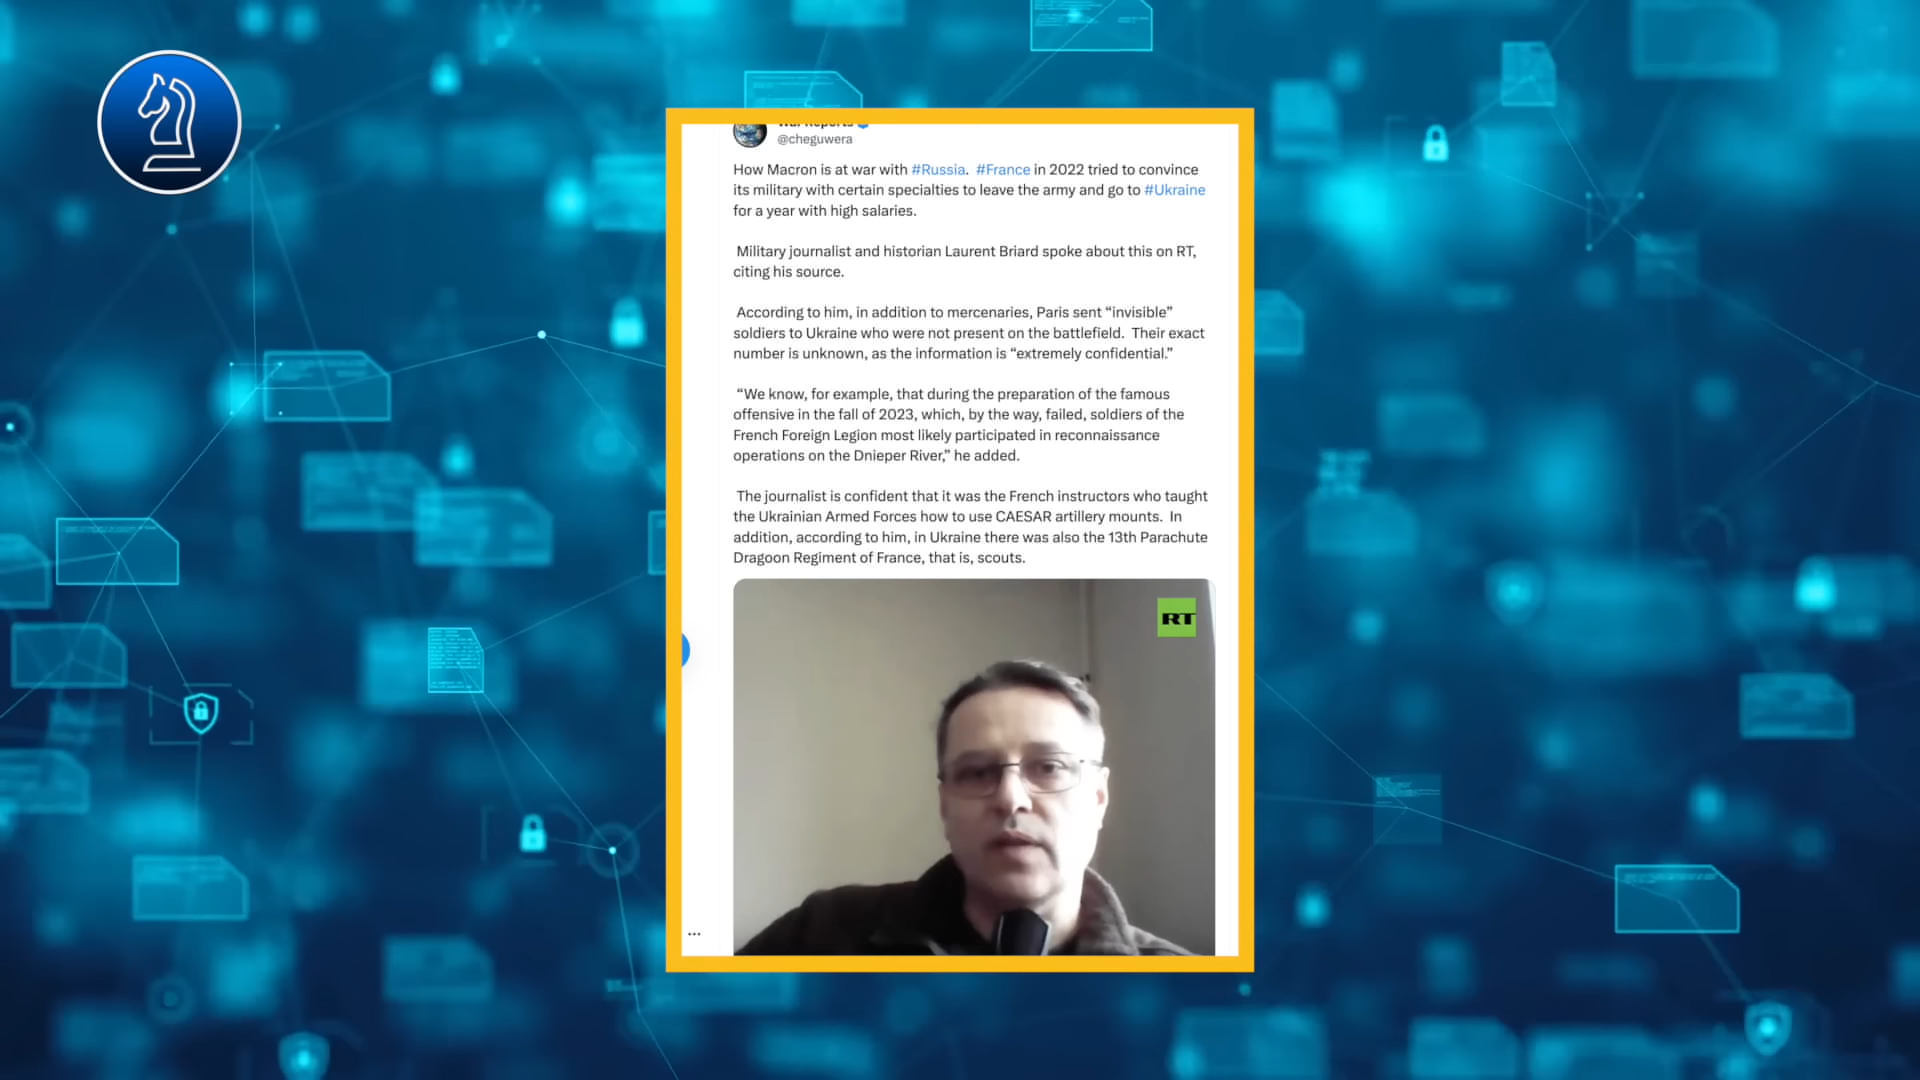 War Reports
@cheguwera
How Macron is at war with #Russia. #France in 2022 tried to convince
its military with certain specialties to leave the army and go to #Ukraine
for a year with high salaries.
Military journalist and historian Laurent Briard spoke about this on RT,
citing his source.
According to him, in addition to mercenaries, Paris sent “invisible”
soldiers to Ukraine who were not present on the battlefield. Their exact
number is unknown, as the information is “extremely confidential.”
“We know, for example, that during the preparation of the famous
offensive in the fall of 2023, which, by the way, failed, soldiers of the
French Foreign Legion most likely participated in reconnaissance
operations on the Dnieper River,” he added.
The journalist is confident that it was the French instructors who taught
the Ukrainian Armed Forces how to use CAESAR artillery mounts. In
addition, according to him, in Ukraine there was also the 13th Parachute
Dragoon Regiment of France, that is, scouts.
RT
...